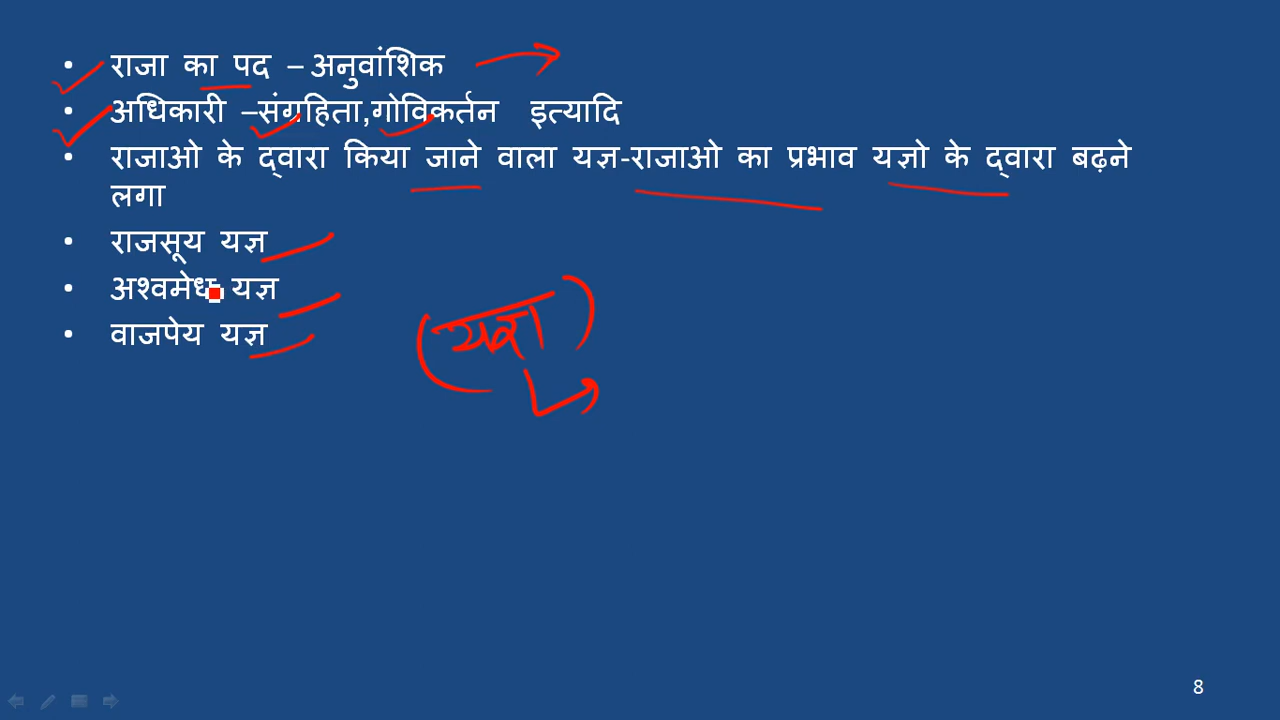 • राजा का पद – अनुवांशिक
• अधिकारी –संग्रहिता,गोविकर्तन इत्यादि
• राजाओ के द्वारा किया जाने वाला यज्ञ-राजाओ का प्रभाव यज्ञो के द्वारा बढ़ने
लगा
• राजसूय यज्ञ
• अश्वमेध यज्ञ
• वाजपेय यज्ञ
(यज्ञ)
8